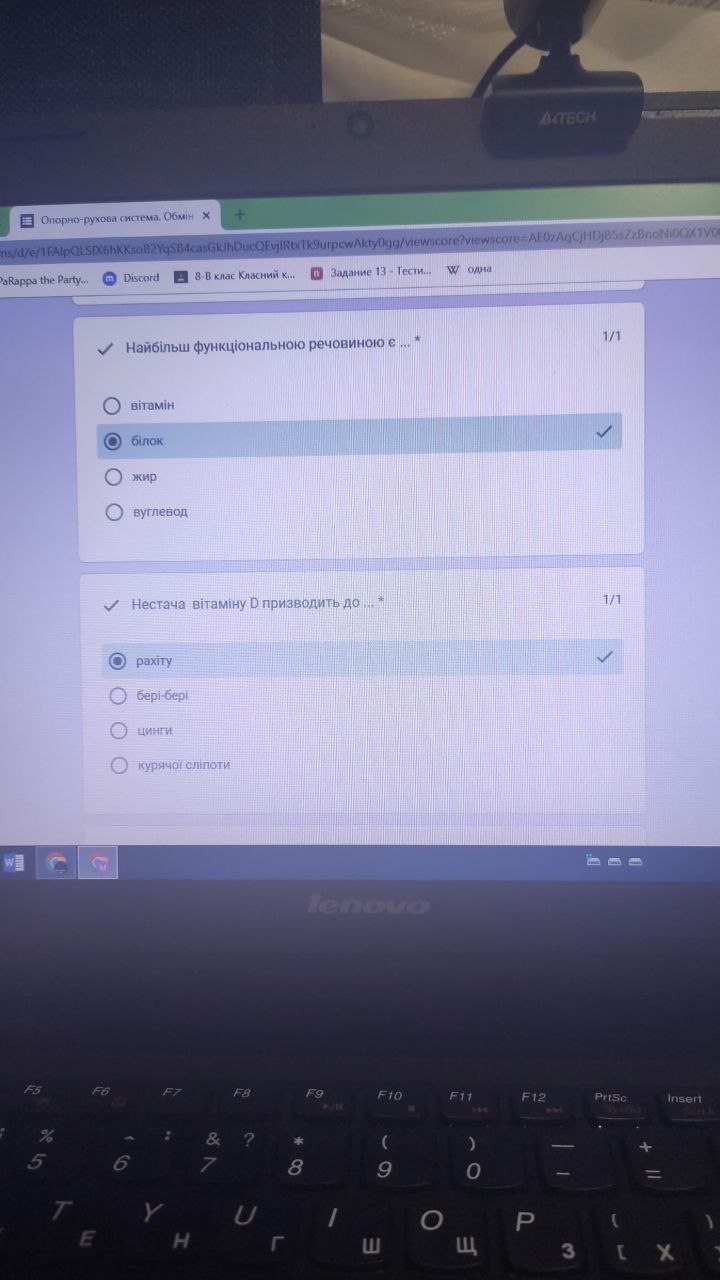 A4TECH
Опорно-рухова система. Обмін × +
ms/d/e/1FAIpQLSfX6hKKsoB2YqSB4casGkJhDucQEvjlRtxTk9urpcwAkty0gg/viewscore?viewscore=AE0zAgCjHDjB5sZzBnoNi0QX1V0
PaRappa the Party... Discord 8-В клас Класний к... Задание 13 - Тести... W одна
Найбільш функціональною речовиною є ... * 1/1
вітамін
білок
жир
вуглевод
Нестача вітаміну D призводить до ... * 1/1
рахіту
бері-бері
цинги
курячої сліпоти
lenovo
F5 F6 F7 F8 F9 F10 F11 F12 PrtSc Insert
% : & ? * ( ) — +
5 6 7 8 9 0 – =
T Y U I O P { }
Е Н Г Ш Щ З [ Х